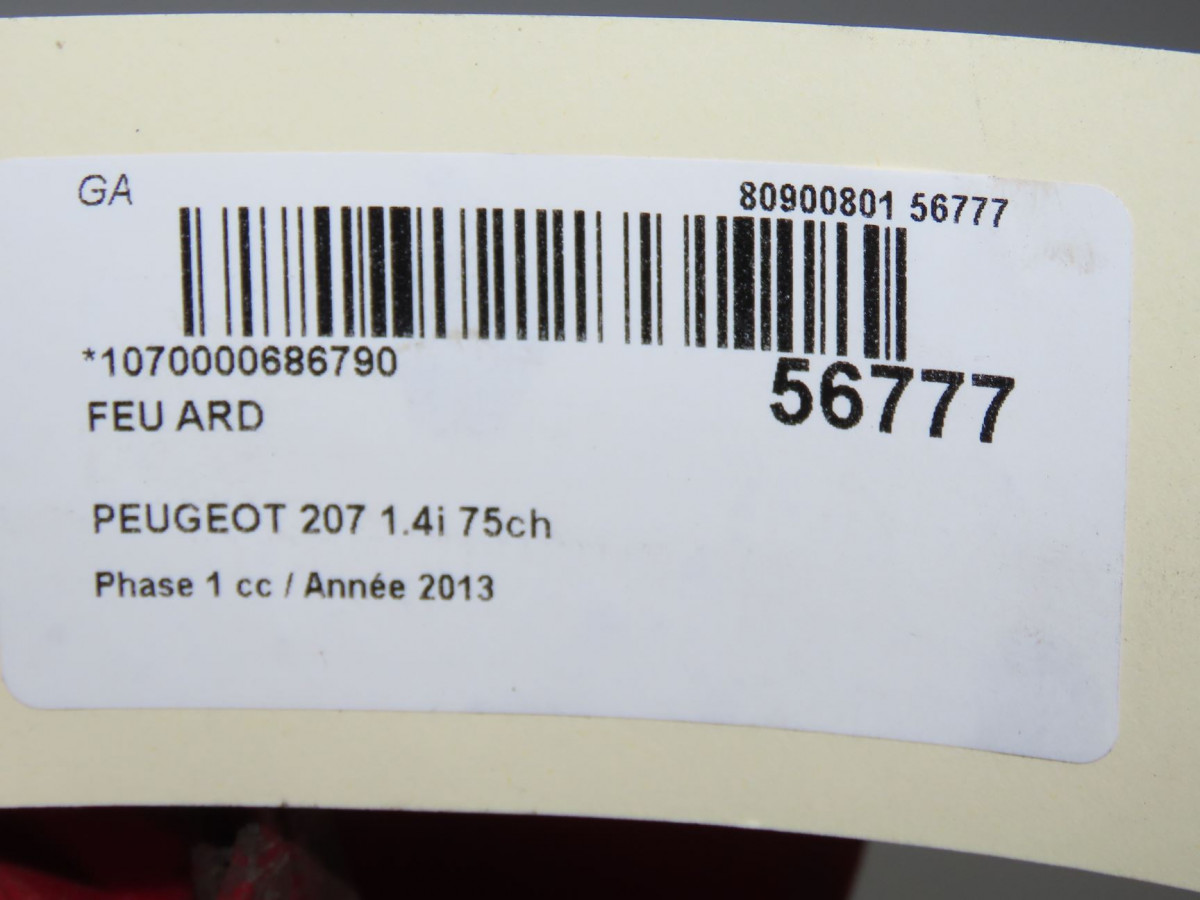 GA
80900801 56777
*1070000686790
56777
FEU ARD
PEUGEOT 207 1.4i 75ch
Phase 1 cc / Année 2013